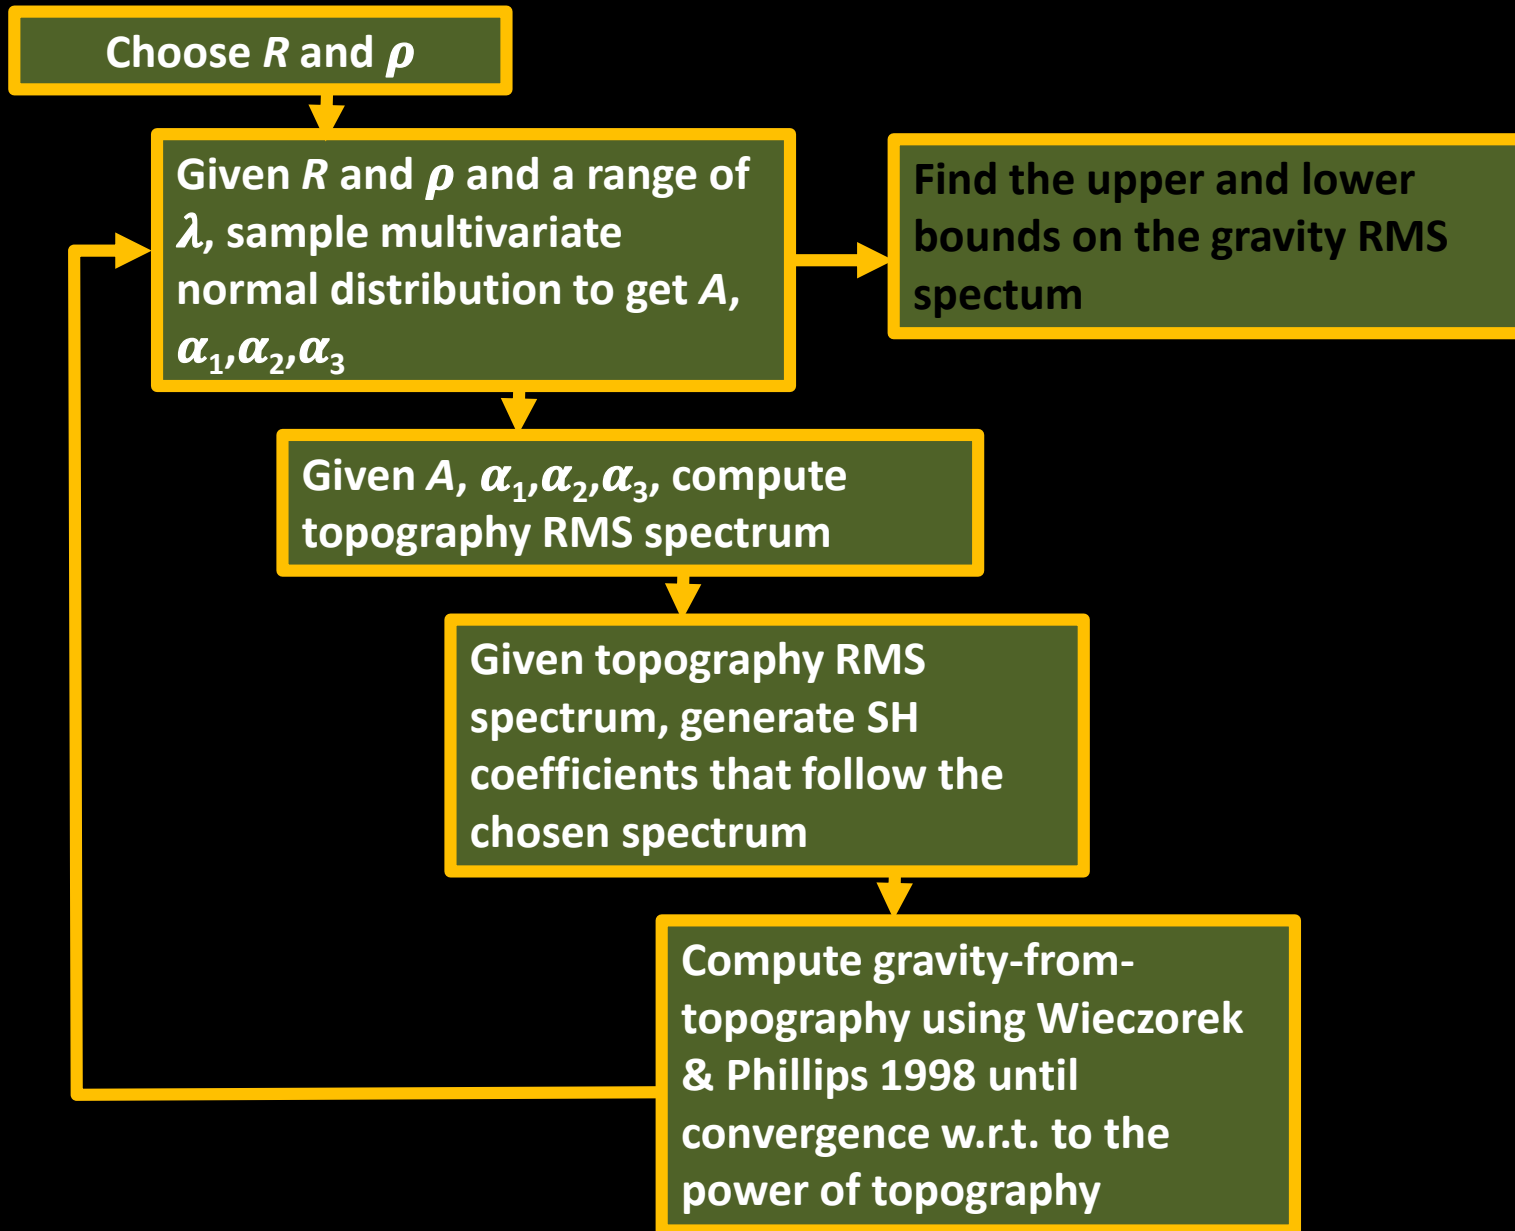 Choose R and ρ
Given R and ρ and a range of
λ, sample multivariate
normal distribution to get A,
α₁,α₂,α₃
Find the upper and lower
bounds on the gravity RMS
spectum
Given A, α₁,α₂,α₃, compute
topography RMS spectrum
Given topography RMS
spectrum, generate SH
coefficients that follow the
chosen spectrum
Compute gravity-from-
topography using Wieczorek
& Phillips 1998 until
convergence w.r.t. to the
power of topography